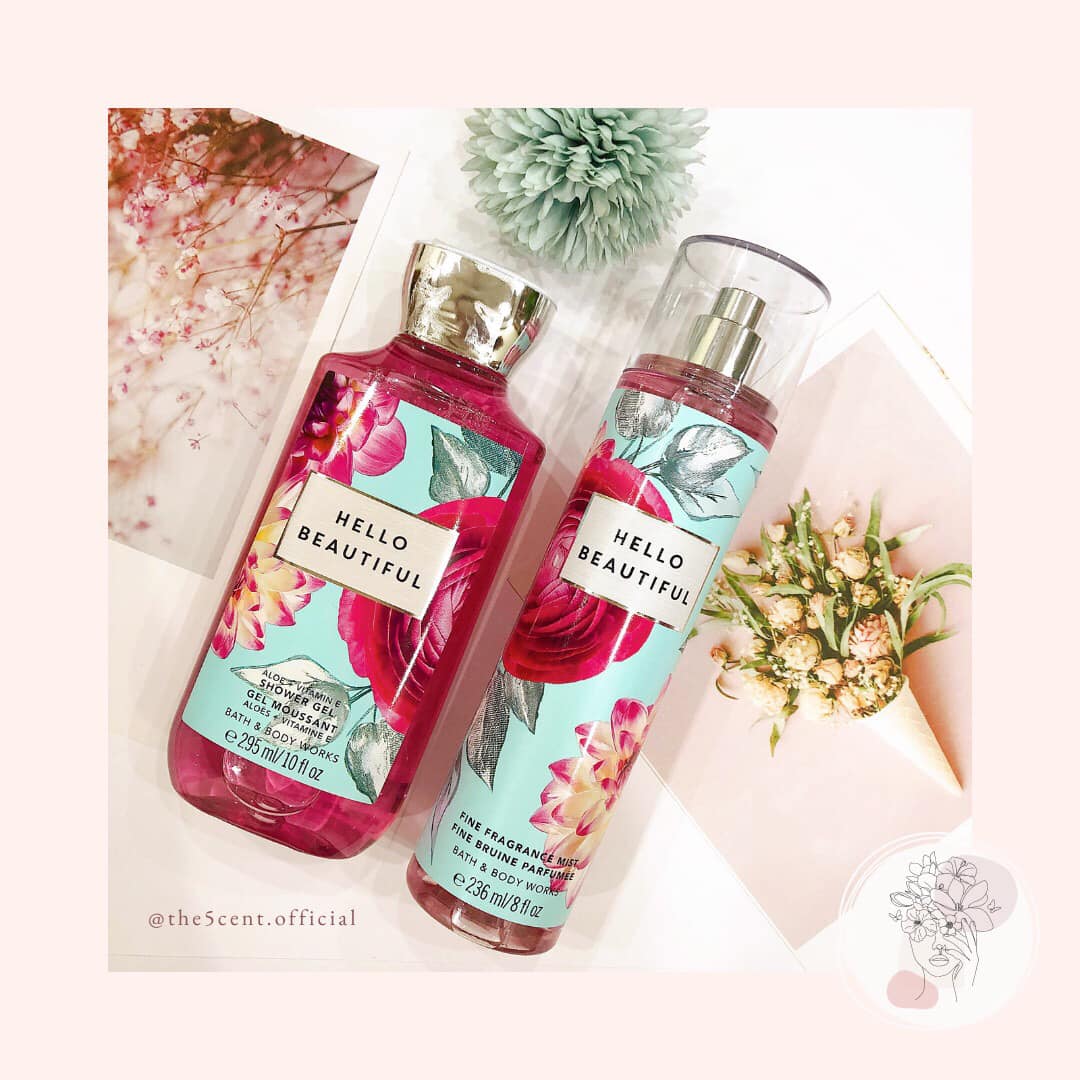 HELLO
BEAUTIFUL
ALOE + VITAMIN E
SHOWER GEL
GEL MOUSSANT
ALOÈS + VITAMINE E
BATH & BODY WORKS
e 295 ml/10 fl oz
HELLO
BEAUTIFUL
FINE FRAGRANCE MIST
FINE BRUINE PARFUMÉE
BATH & BODY WORKS
e 236 ml/8 fl oz
@the5cent.official